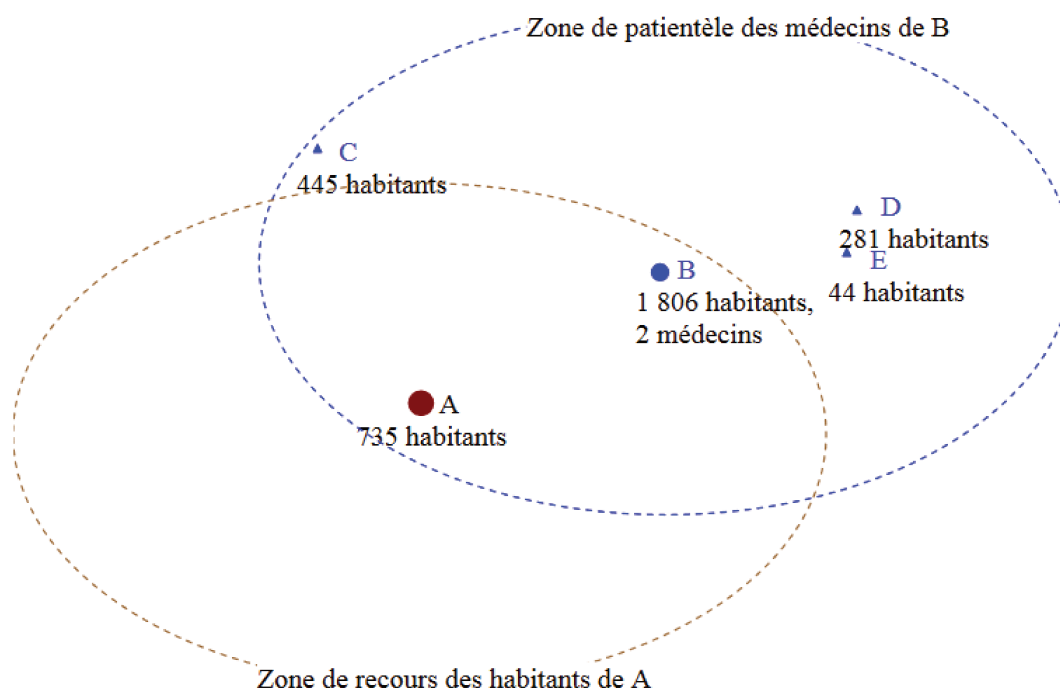 Zone de patientèle des médecins de B
C
445 habitants
D
281 habitants
E
44 habitants
B
1 806 habitants,
2 médecins
A
735 habitants
Zone de recours des habitants de A